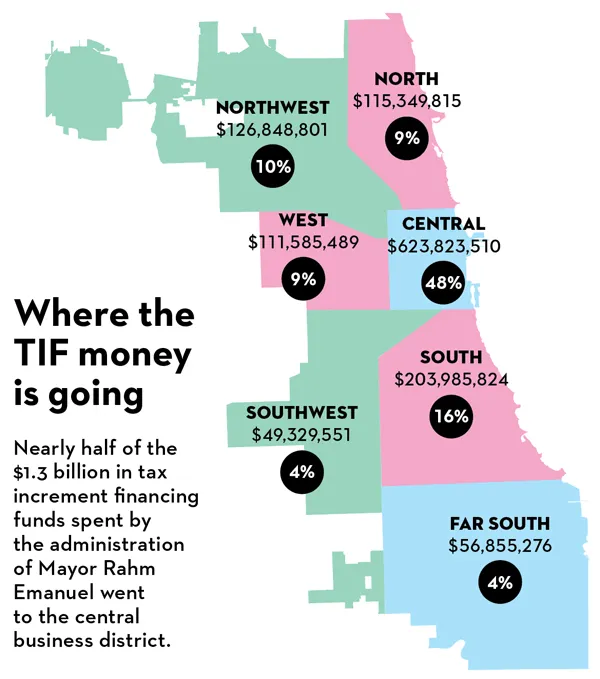 NORTH
$115,349,815
9%
NORTHWEST
$126,848,801
10%
WEST
$111,585,489
9%
CENTRAL
$623,823,510
48%
Where the
TIF money
is going
Nearly half of the
$1.3 billion in tax
increment financing
funds spent by
the administration
of Mayor Rahm
Emanuel went
to the central
business district.
SOUTH
$203,985,824
16%
SOUTHWEST
$49,329,551
4%
FAR SOUTH
$56,855,276
4%